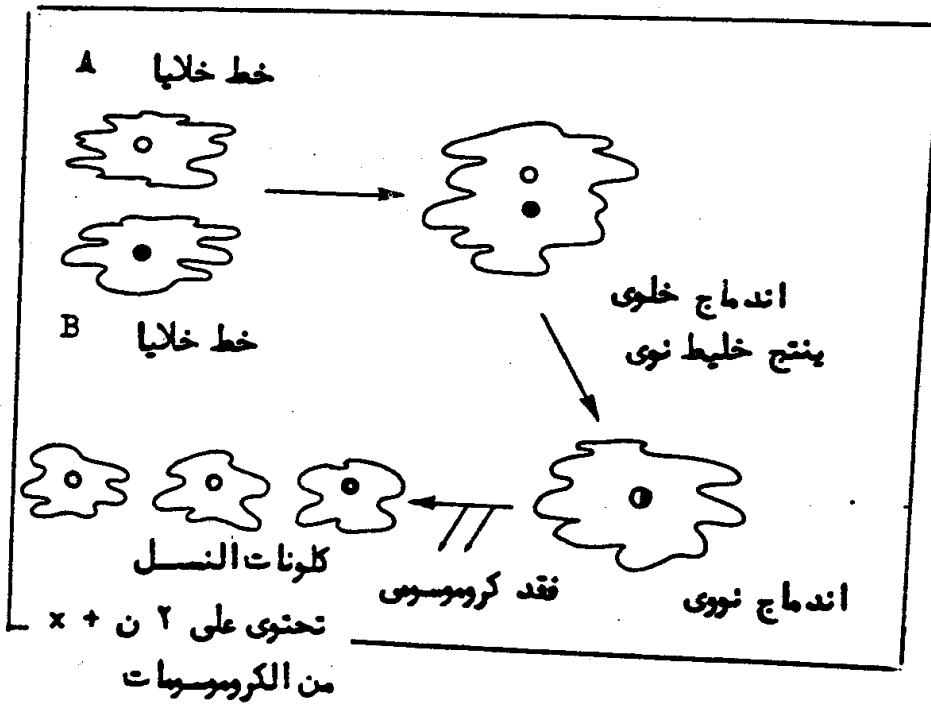 خط خلايا A
خط خلايا B
اندماج خلوى
ينتج خليط نوى
اندماج نووى
فقد كروموسومى
كلونات النسل
تحتوى على ٢ ن + x
من الكروموسومات